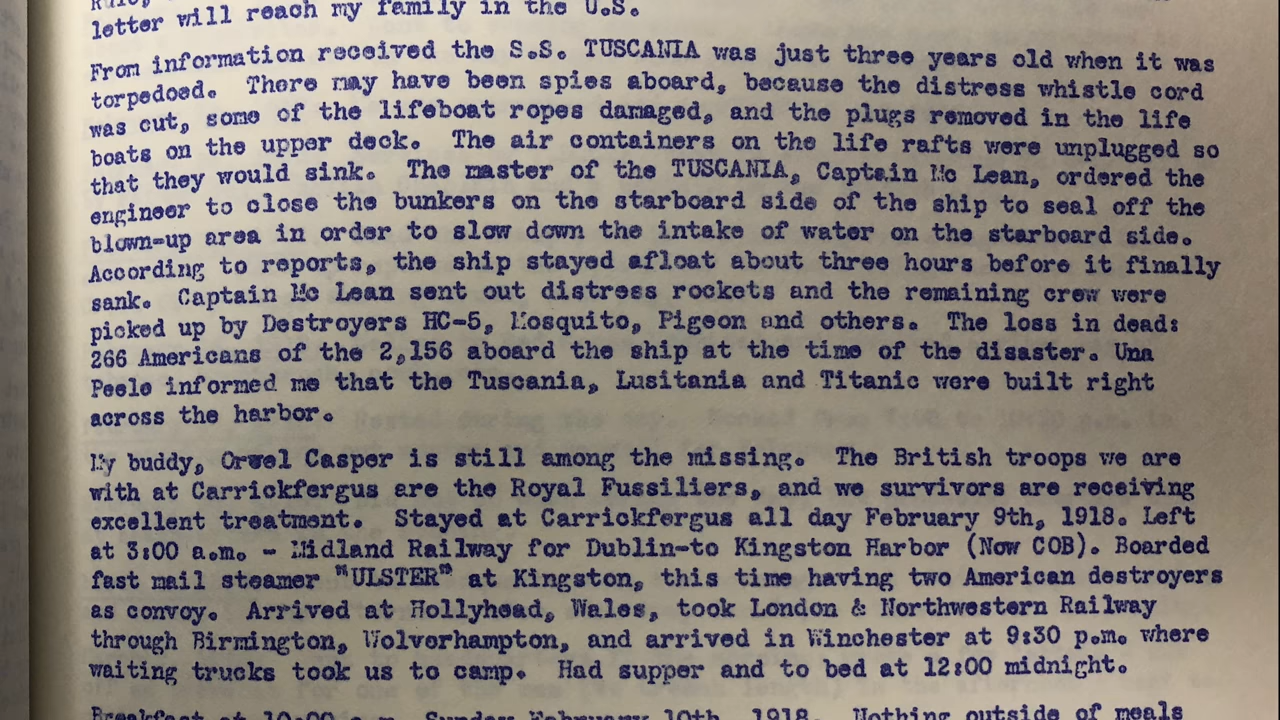 letter will reach my family in the U.S.
From information received the S.S. TUSCANIA was just three years old when it was
torpedoed. There may have been spies aboard, because the distress whistle cord
was cut, some of the lifeboat ropes damaged, and the plugs removed in the life
boats on the upper deck. The air containers on the life rafts were unplugged so
that they would sink. The master of the TUSCANIA, Captain Mc Lean, ordered the
engineer to close the bunkers on the starboard side of the ship to seal off the
blown-up area in order to slow down the intake of water on the starboard side.
According to reports, the ship stayed afloat about three hours before it finally
sank. Captain Mc Lean sent out distress rockets and the remaining crew were
picked up by Destroyers HC-5, Mosquito, Pigeon and others. The loss in dead:
266 Americans of the 2,156 aboard the ship at the time of the disaster. Una
Peele informed me that the Tuscania, Lusitania and Titanic were built right
across the harbor.
My buddy, Orvel Casper is still among the missing. The British troops we are
with at Carrickfergus are the Royal Fussiliers, and we survivors are receiving
excellent treatment. Stayed at Carrickfergus all day February 9th, 1918. Left
at 3:00 a.m. - Midland Railway for Dublin-to Kingston Harbor (Now COB). Boarded
fast mail steamer "ULSTER" at Kingston, this time having two American destroyers
as convoy. Arrived at Hollyhead, Wales, took London & Northwestern Railway
through Birmington, Wolverhampton, and arrived in Winchester at 9:30 p.m. where
waiting trucks took us to camp. Had supper and to bed at 12:00 midnight.
Breakfast at 10:00 a.m. Sunday February 10th, 1918. Nothing outside of meals